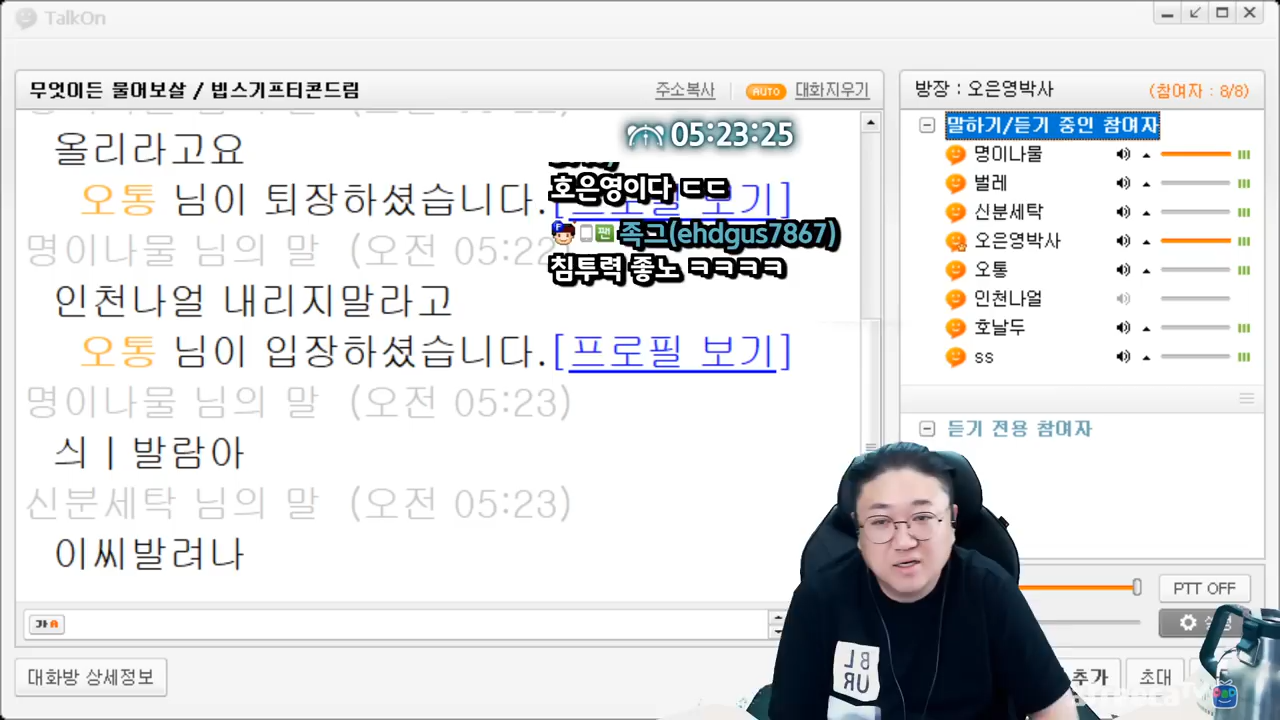 TalkOn
무엇이든 물어보살 / 빕스기프티콘드림
주소복사
AUTO
대화지우기
올리라고요
오통 님이 퇴장하셨습니다.[프로필 보기]
명이나물 님의 말 (오전 05:22)
인천나얼 내리지말라고
오통 님이 입장하셨습니다.[프로필 보기]
명이나물 님의 말 (오전 05:23)
싀ㅣ발람아
신분세탁 님의 말 (오전 05:23)
이씨발려나
05:23:25
호은영이다 ㄷㄷ
팬 족그(ehdgus7867)
침투력 좋노 ㅋㅋㅋㅋ
가A
대화방 상세정보
방장 : 오은영박사
(참여자 : 8/8)
말하기/듣기 중인 참여자
명이나물
벌레
신분세탁
오은영박사
오통
인천나얼
호날두
ss
듣기 전용 참여자
PTT OFF
추가
초대
BL
UR